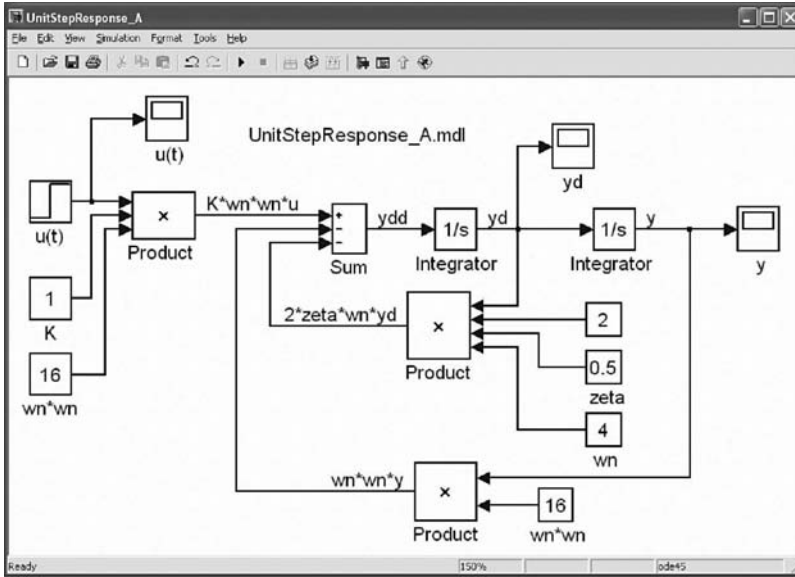 UnitStepResponse_A
File Edit View Simulation Format Tools Help
u(t)
UnitStepResponse_A.mdl
yd
u(t)
×
Product
K*wn*wn*u
+
−
−
Sum
ydd
1/s
Integrator
yd
1/s
Integrator
y
y
1
K
16
wn*wn
2*zeta*wn*yd
×
Product
2
0.5
zeta
4
wn
wn*wn*y
×
Product
16
wn*wn
Ready 150% ode45